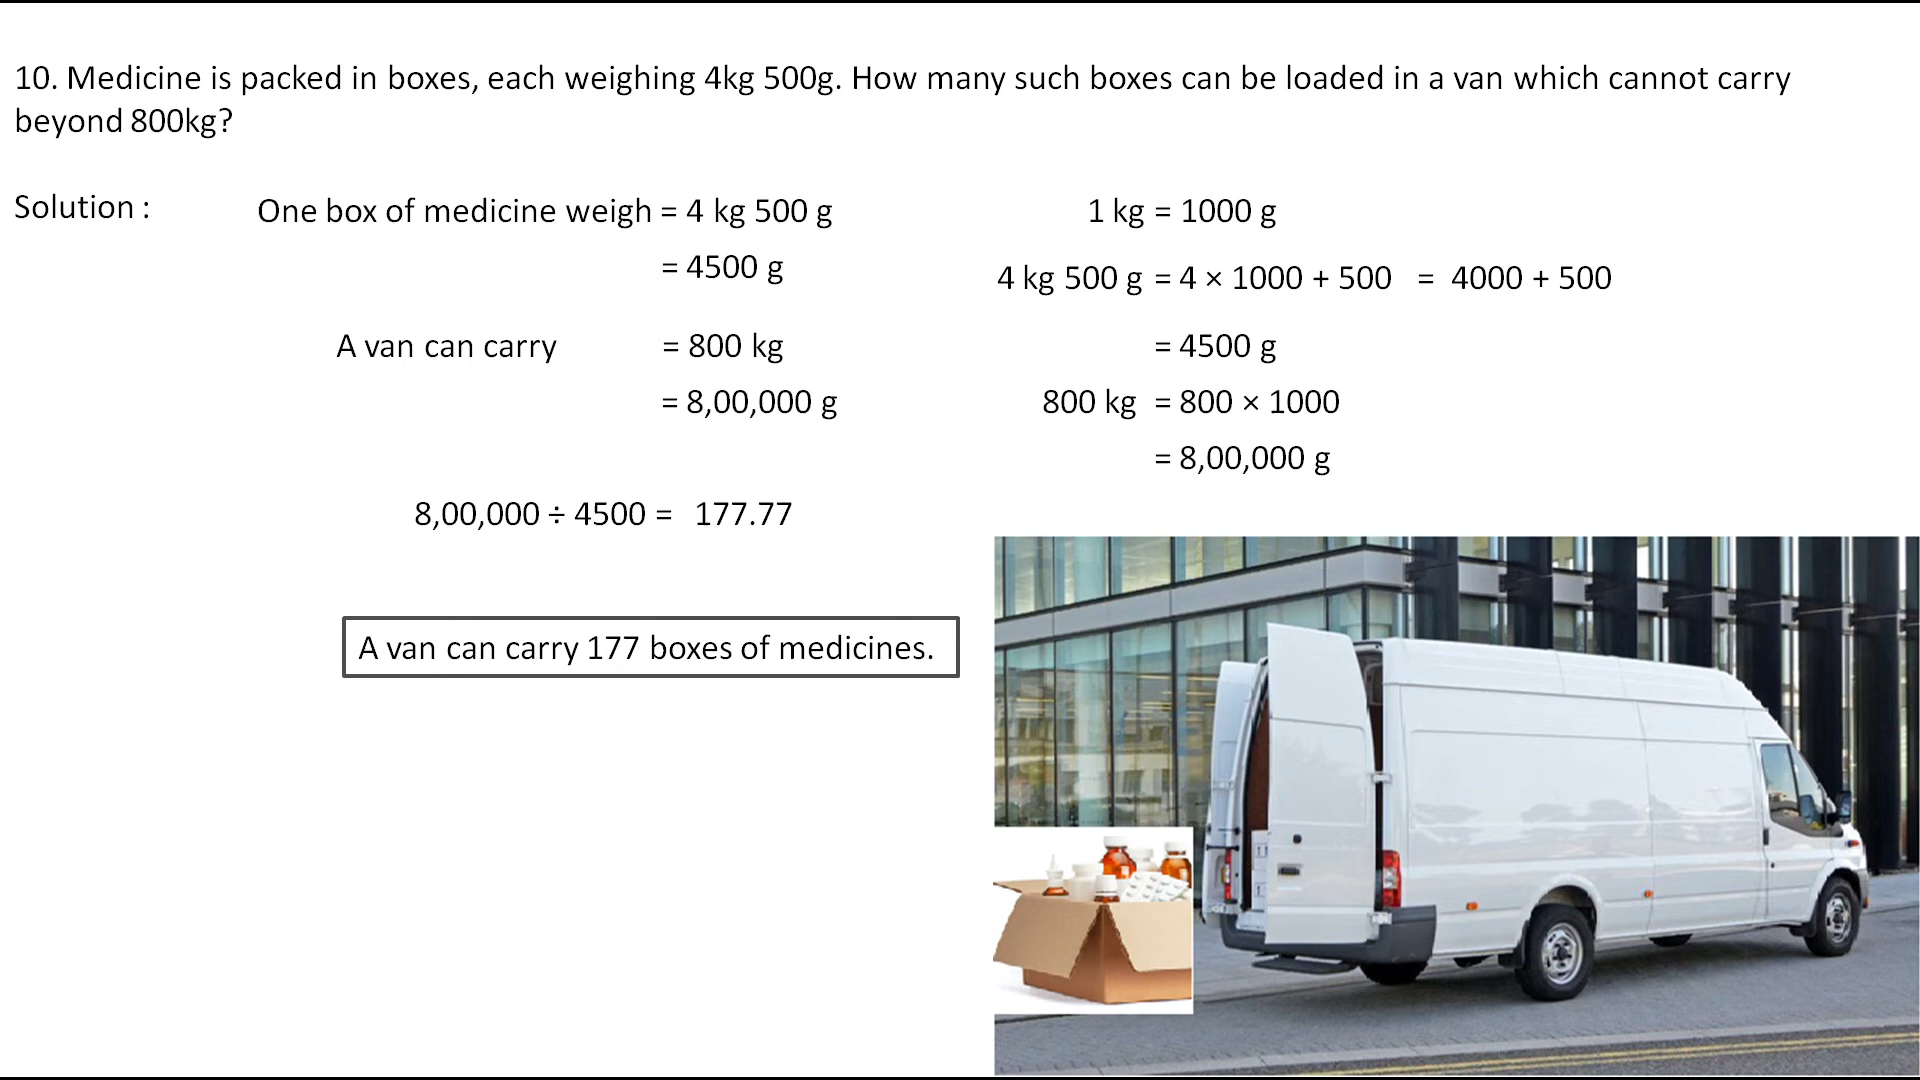 10. Medicine is packed in boxes, each weighing 4kg 500g. How many such boxes can be loaded in a van which cannot carry
beyond 800kg?
Solution :
One box of medicine weigh = 4 kg 500 g
= 4500 g
A van can carry = 800 kg
= 8,00,000 g
8,00,000 ÷ 4500 = 177.77
A van can carry 177 boxes of medicines.
1 kg = 1000 g
4 kg 500 g = 4 × 1000 + 500 = 4000 + 500
= 4500 g
800 kg = 800 × 1000
= 8,00,000 g